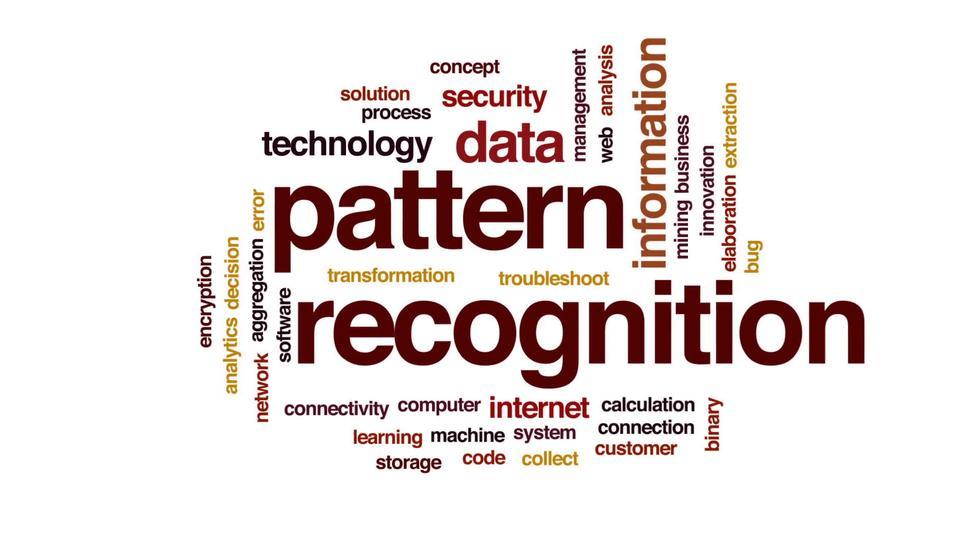 concept
solution
security
process
technology
data
management
web
analysis
information
mining
business
innovation
elaboration
extraction
bug
pattern
error
transformation
troubleshoot
encryption
analytics
decision
aggregation
network
software
recognition
connectivity
computer
internet
calculation
connection
learning
machine
system
customer
binary
storage
code
collect